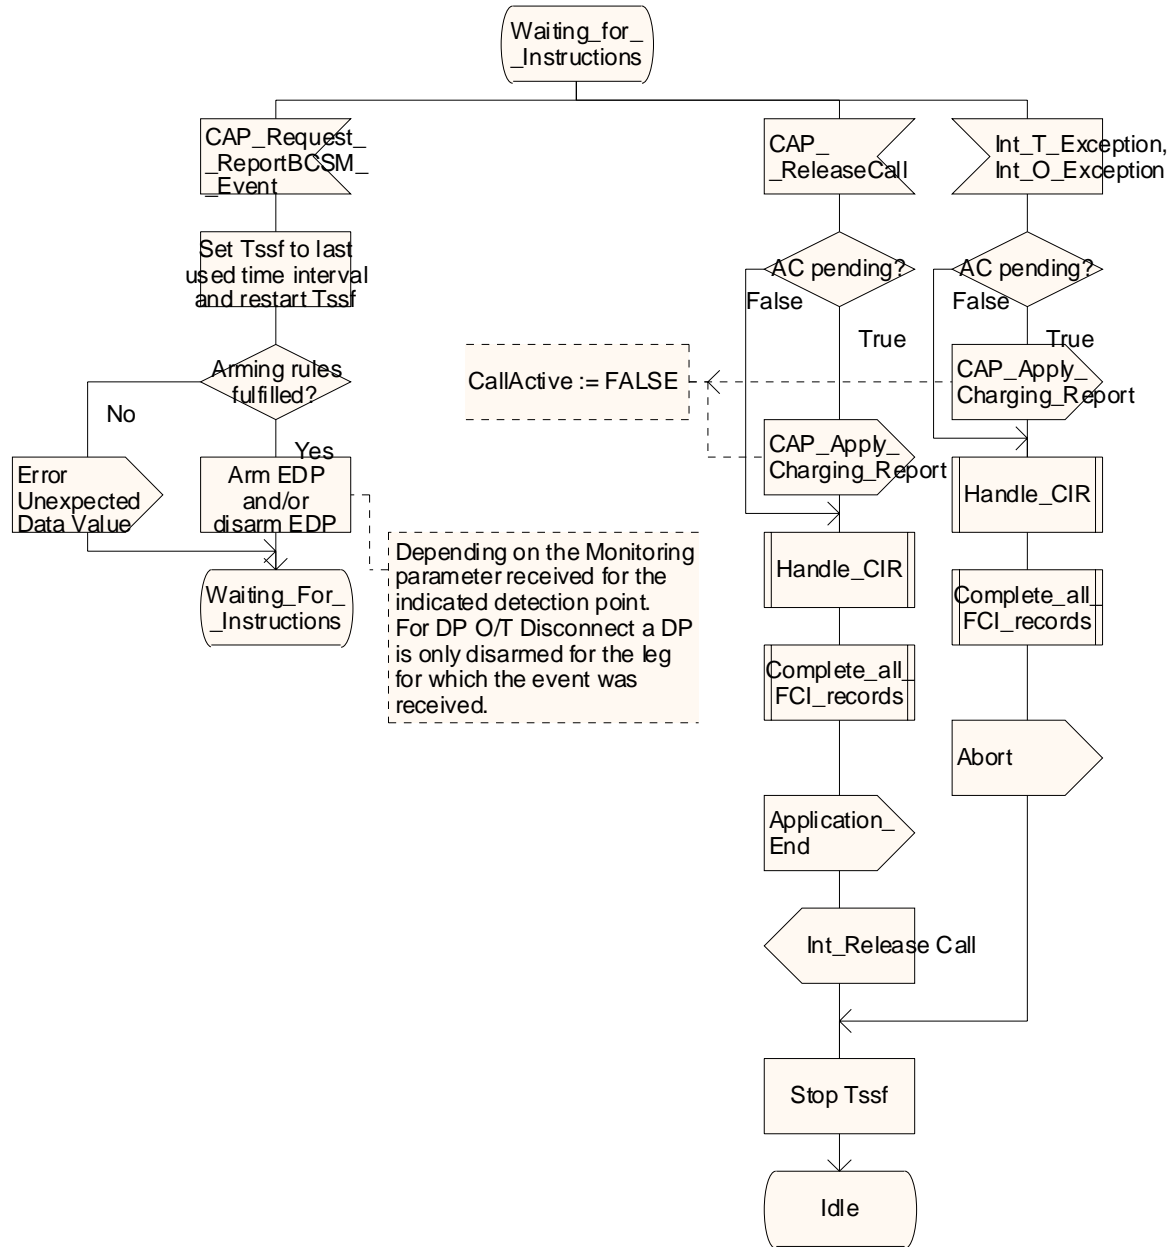 Waiting_for_
_Instructions
CAP_Request_
_ReportBCSM_
_Event
Set Tssf to last
used time interval
and restart Tssf
Arming rules
fulfilled?
No
Yes
Error
Unexpected
Data Value
Arm EDP
and/or
disarm EDP
Waiting_For_
_Instructions
Depending on the Monitoring
parameter received for the
indicated detection point.
For DP O/T Disconnect a DP
is only disarmed for the leg
for which the event was
received.
CallActive := FALSE
CAP_
_ReleaseCall
AC pending?
False
True
CAP_Apply_
Charging_Report
Handle_CIR
Complete_all_
FCI_records
Application_
End
Int_Release Call
Int_T_Exception,
Int_O_Exception
AC pending?
False
True
CAP_Apply_
Charging_Report
Handle_CIR
Complete_all_
FCI_records
Abort
Stop Tssf
Idle